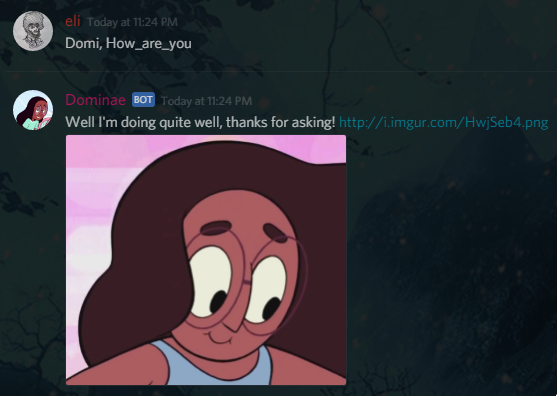 eli Today at 11:24 PM
Domi, How_are_you
Dominae BOT Today at 11:24 PM
Well I'm doing quite well, thanks for asking! http://i.imgur.com/HwjSeb4.png